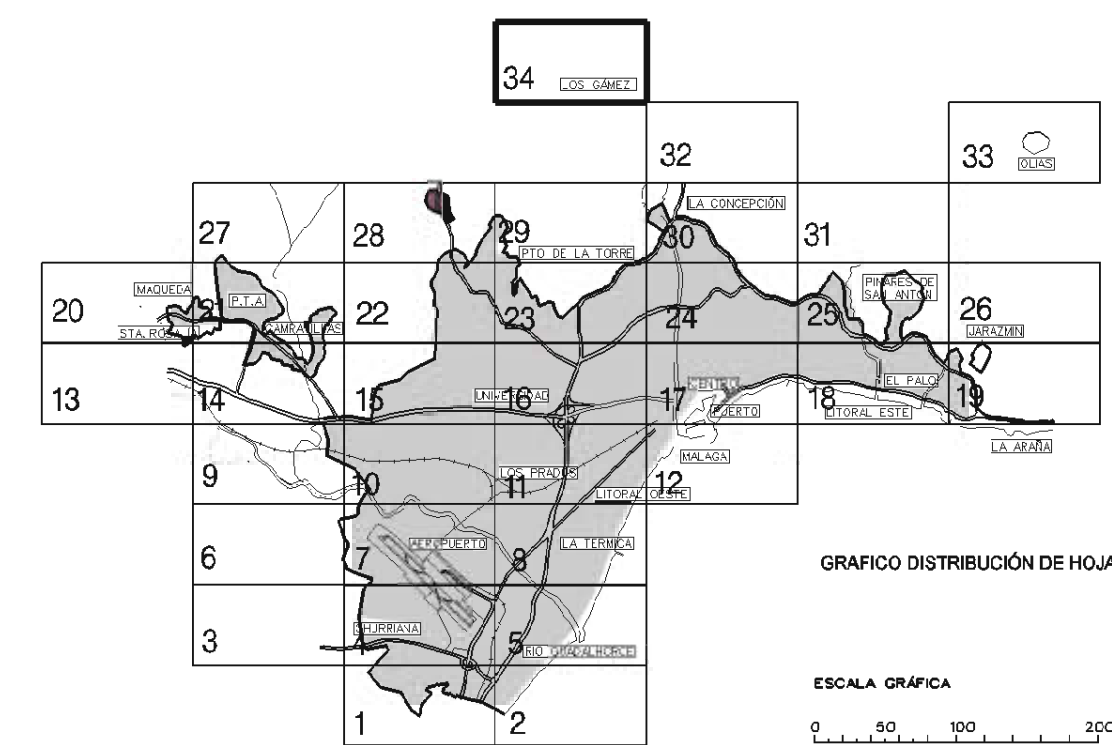 34 LOS GÁMEZ
32
33
OLIAS
LA CONCEPCIÓN
27 28 29 30 31
PTO DE LA TORRE
MAQUEDA
P.T.A.
PINARES DE
SAN ANTON
20 21 22 23 24 25 26
STA. ROSALIA
CAMPANILLAS
JARAZMIN
CENTRO
EL PALO
13 14 15 16 17 18 19
UNIVERSIDAD
PUERTO
LITORAL ESTE
LA ARAÑA
MALAGA
9 10 11 12
LOS PRADOS
LITORAL OESTE
6 7 8
AEROPUERTO
LA TERMICA
GRAFICO DISTRIBUCIÓN DE HOJA
CHURRIANA
3 5
RIO GUADALHORCE
ESCALA GRÁFICA
1 2
0 50 100 200